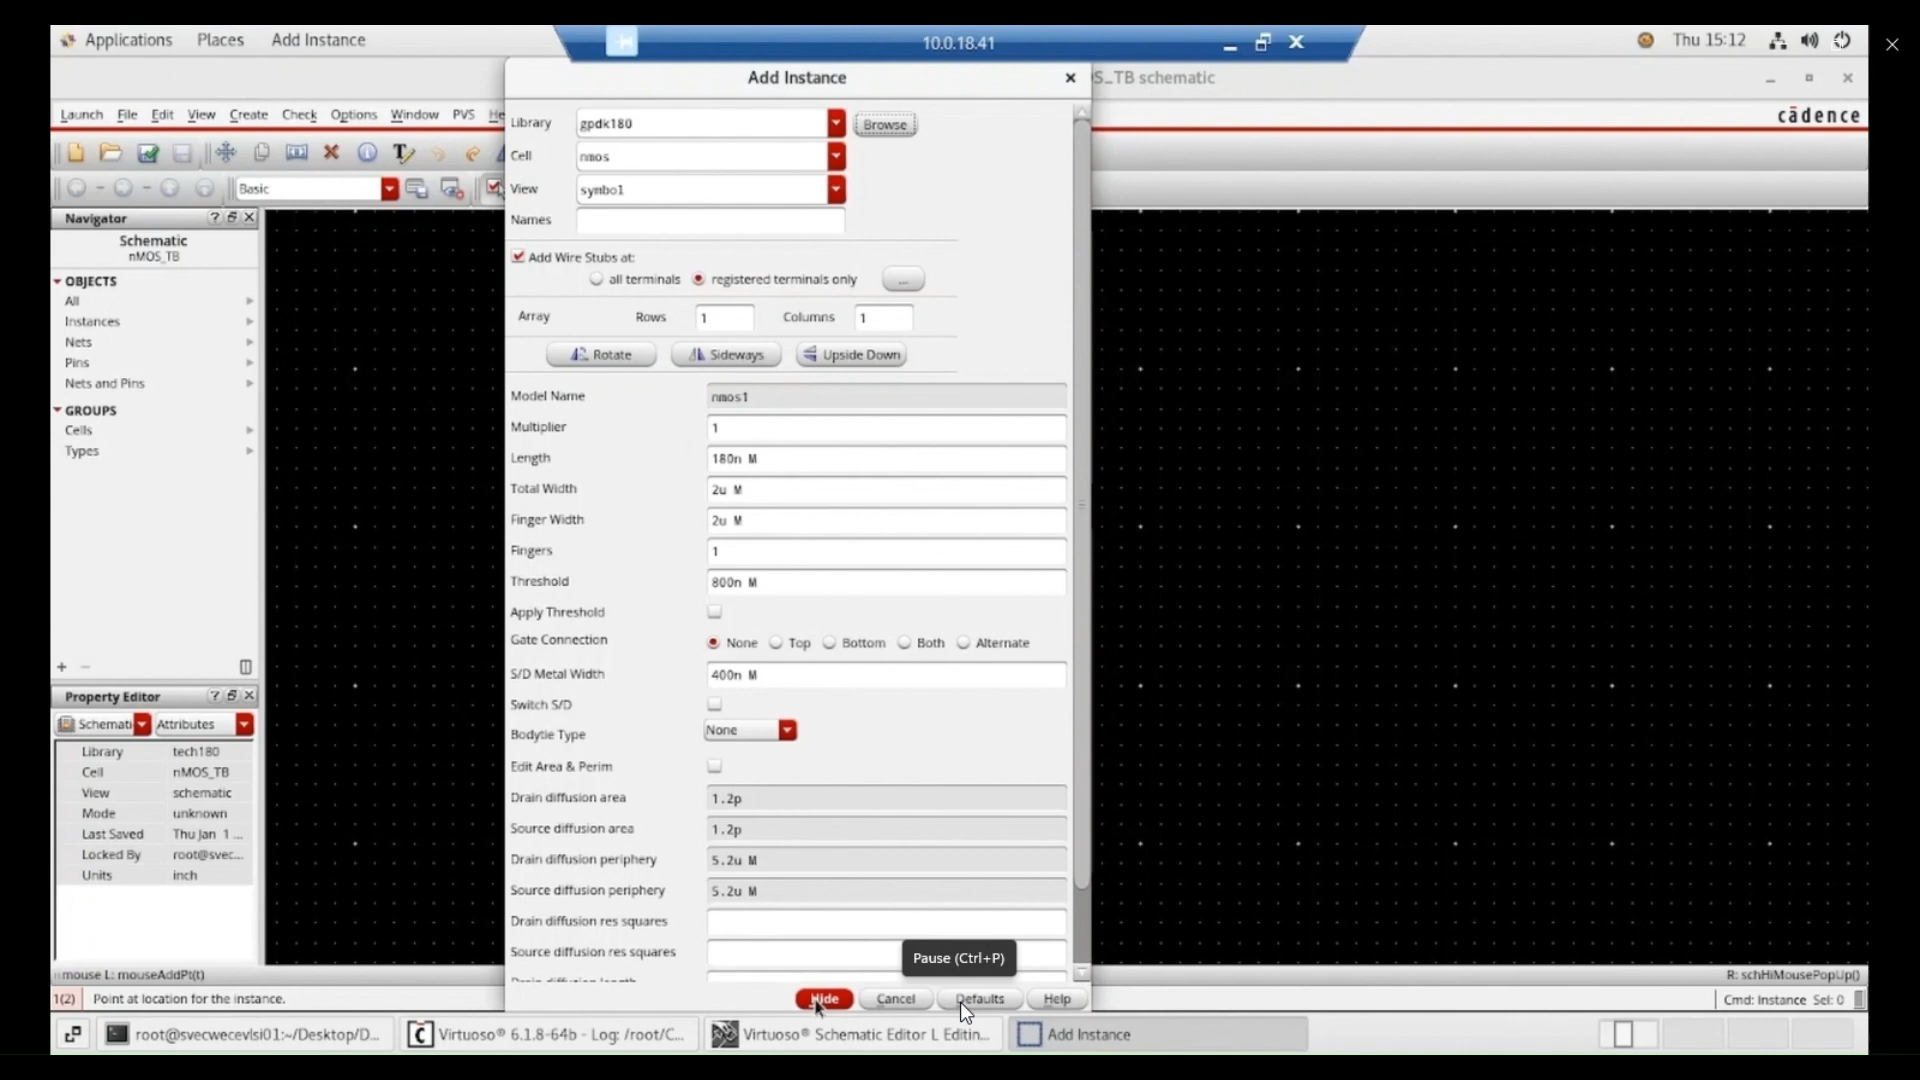 Applications Places Add Instance
10.0.18.41
Thu 15:12
Add Instance
S_TB schematic
Launch File Edit View Create Check Options Window PVS He
cādence
Library gpdk180 Browse
Cell nmos
View symbol
Names
Basic
Navigator
Schematic
nMOS_TB
OBJECTS
All
Instances
Nets
Pins
Nets and Pins
GROUPS
Cells
Types
Add Wire Stubs at:
all terminals registered terminals only ...
Array Rows 1 Columns 1
Rotate Sideways Upside Down
Model Name nmos1
Multiplier 1
Length 180n M
Total Width 2u M
Finger Width 2u M
Fingers 1
Threshold 800n M
Apply Threshold
Gate Connection None Top Bottom Both Alternate
S/D Metal Width 400n M
Switch S/D
Bodytie Type None
Edit Area & Perim
Drain diffusion area 1.2p
Source diffusion area 1.2p
Drain diffusion periphery 5.2u M
Source diffusion periphery 5.2u M
Drain diffusion res squares
Source diffusion res squares
Drain diffusion length
Pause (Ctrl+P)
Hide Cancel Defaults Help
Property Editor
Schemati Attributes
Library tech180
Cell nMOS_TB
View schematic
Mode unknown
Last Saved Thu Jan 1 ...
Locked By root@svec...
Units inch
mouse L: mouseAddPt(t)
R: schHiMousePopUp()
1(2) Point at location for the instance.
Cmd: Instance Sel: 0
root@svecwecevlsi01:~/Desktop/D...
Virtuoso® 6.1.8-64b - Log: /root/C...
Virtuoso® Schematic Editor L Editin...
Add Instance